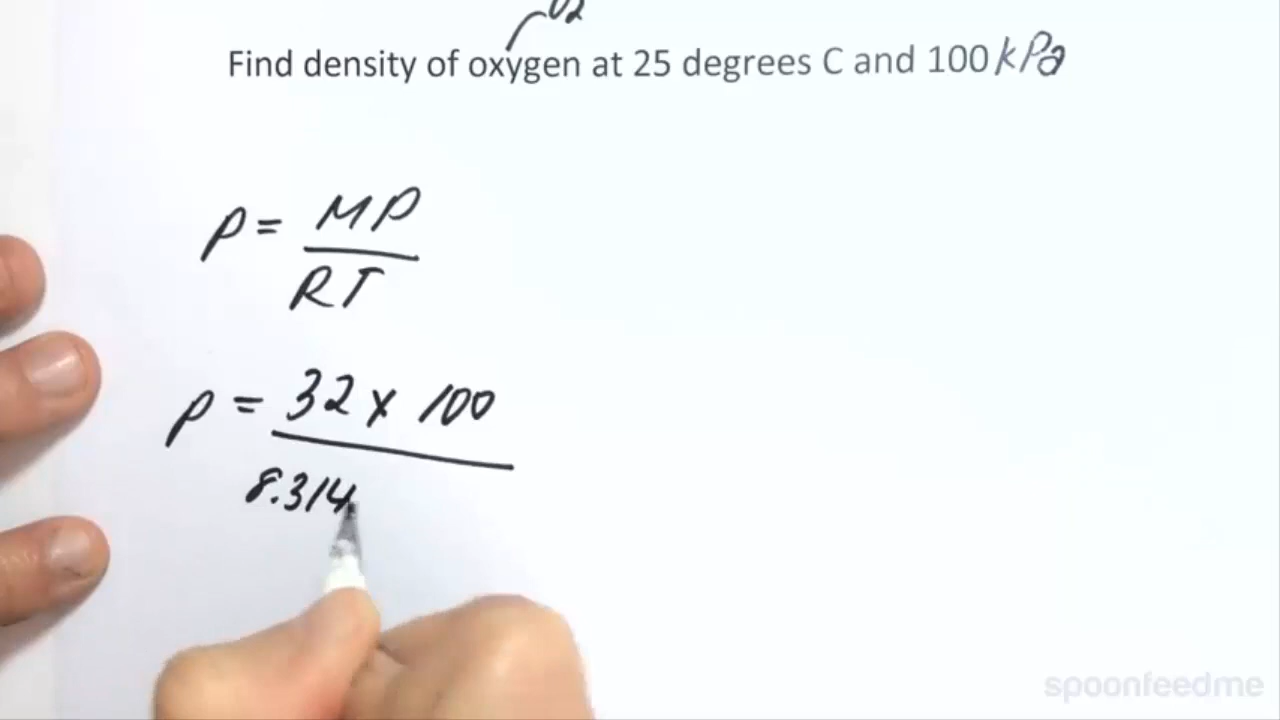 O2
Find density of oxygen at 25 degrees C and 100 kPa
ρ = MP
RT
ρ = 32 x 100
8.314
spoonfeedme